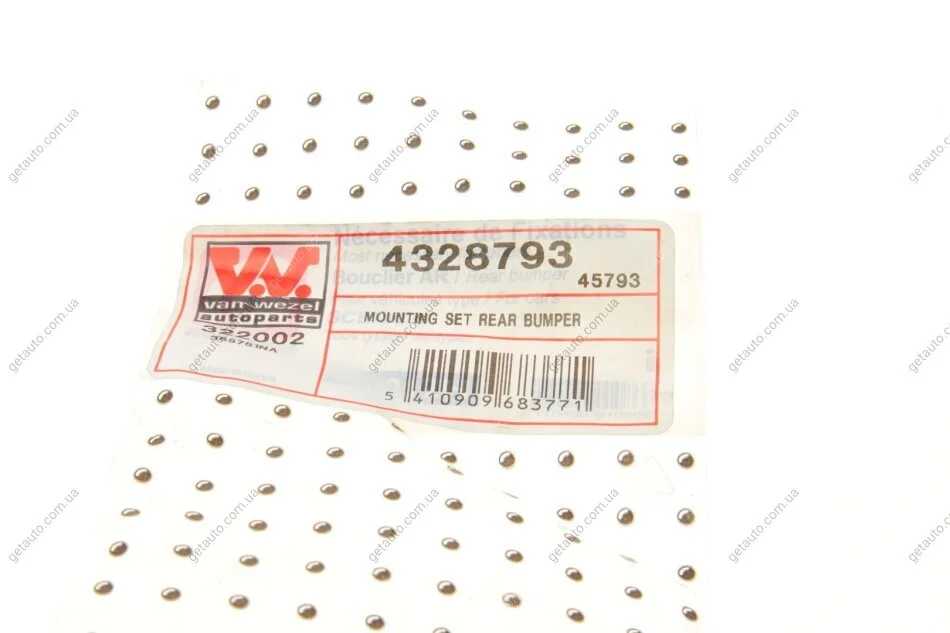 Nécessaire de Fixations
4328793
45793
Bouclier AR / Rear bumper
MOUNTING SET REAR BUMPER
V.V.
van wezel
autoparts
322002
5 410909 683771
getauto.com.ua